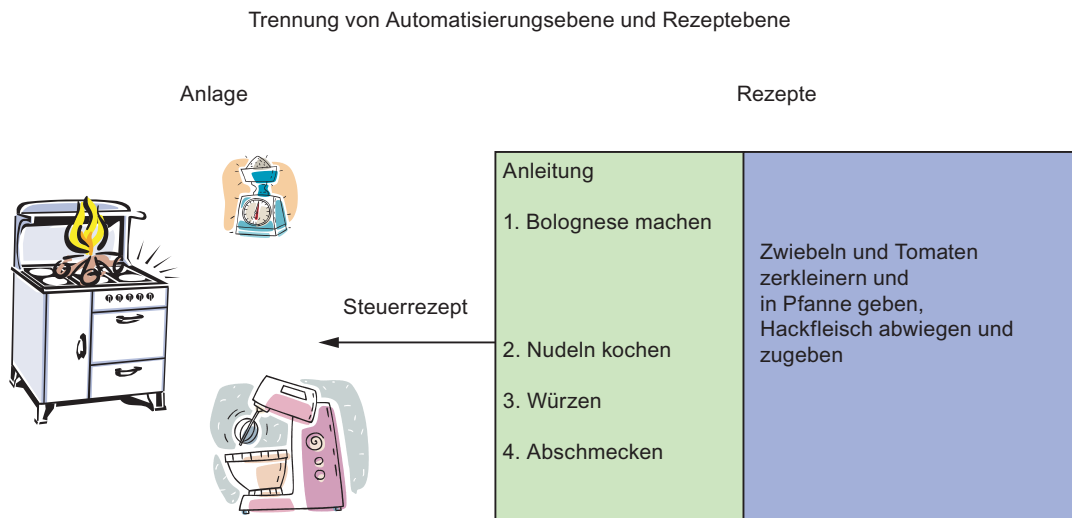 Trennung von Automatisierungsebene und Rezeptebene
Anlage
Rezepte
Steuerrezept
Anleitung
1. Bolognese machen
2. Nudeln kochen
3. Würzen
4. Abschmecken
Zwiebeln und Tomaten
zerkleinern und
in Pfanne geben,
Hackfleisch abwiegen und
zugeben